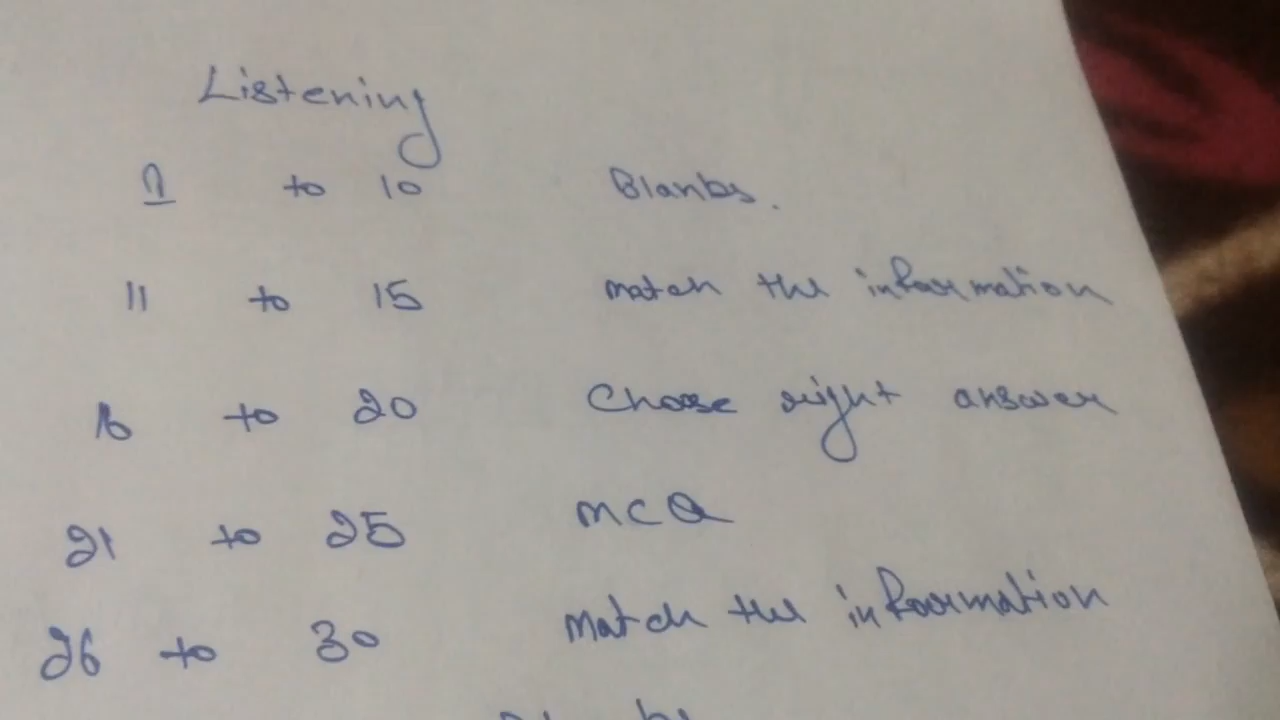 Listening
1 to 10 Blanks.
11 to 15 match the information
16 to 20 Choose right answer
21 to 25 MCQ
26 to 30 Match the information